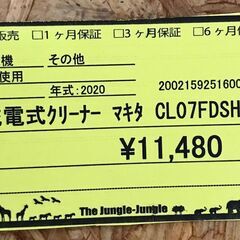 販売 □1ヶ月保証 □3ヶ月保証 □6ヶ月
機 その他
使用 2002159251600
年式:2020
電式クリーナー マキタ CL07FDSH
¥11,480
The Jungle-Jungle